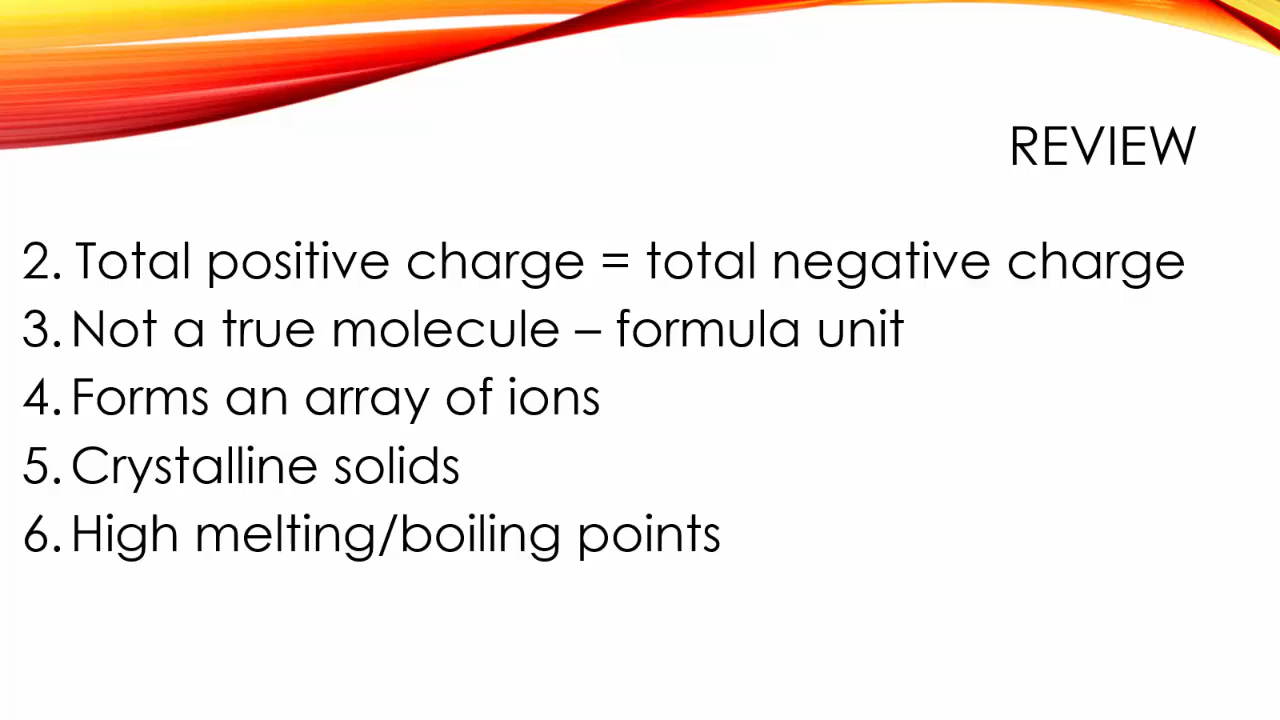 REVIEW
2. Total positive charge = total negative charge
3. Not a true molecule – formula unit
4. Forms an array of ions
5. Crystalline solids
6. High melting/boiling points